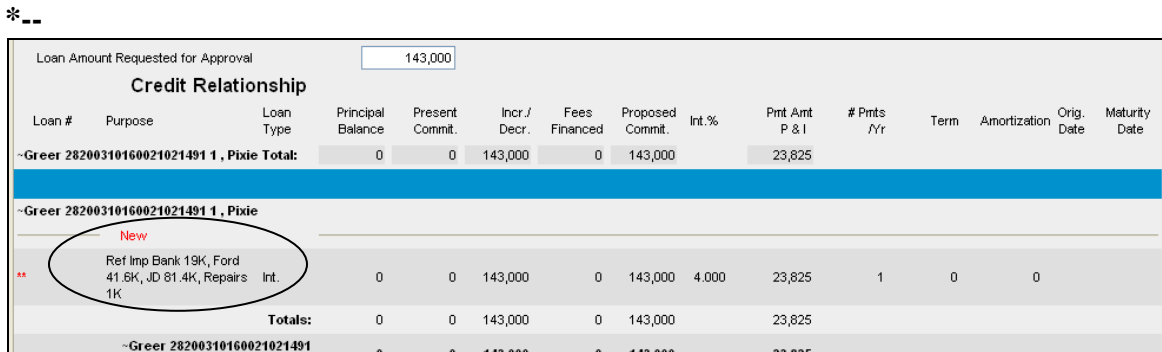 *--
Loan Amount Requested for Approval 143,000
Credit Relationship
Loan # Purpose Loan Type Principal Balance Present Commit. Incr./ Decr. Fees Financed Proposed Commit. Int.% Pmt Amt P & I # Pmts /Yr Term Amortization Orig. Date Maturity Date
~Greer 28200310160021021491 1 , Pixie Total: 0 0 143,000 0 143,000 23,825
~Greer 28200310160021021491 1 , Pixie
New
** Ref Imp Bank 19K, Ford 41.6K, JD 81.4K, Repairs 1K Int. 0 0 143,000 0 143,000 4.000 23,825 1 0 0
Totals: 0 0 143,000 0 143,000 23,825
~Greer 28200310160021021491